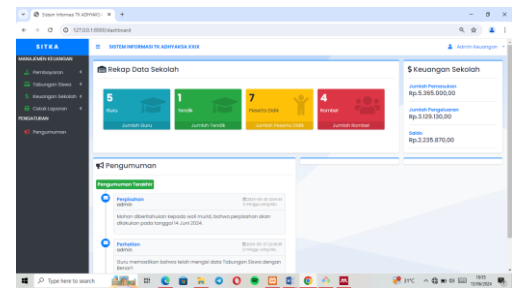 Sistem Informasi TK ADHYAKSA
127.0.0.1:8000/dashboard
SITKA
SISTEM INFORMASI TK ADHYAKSA XXIX
Admin Keuangan
MANAJEMEN KEUANGAN
Pembayaran
Tabungan Siswa
Keuangan Sekolah
Cetak Laporan
PENGATURAN
Pengumuman
Rekap Data Sekolah
5
Guru
Jumlah Guru
1
Tendik
Jumlah Tendik
7
Peserta Didik
Jumlah Peserta Didik
4
Rombel
Jumlah Rombel
$ Keuangan Sekolah
Jumlah Pemasukan
Rp.5.365.000,00
Jumlah Pengeluaran
Rp.3.129.130,00
Saldo
Rp.2.235.870,00
Pengumuman
Pengumuman Terakhir
Perpisahan
admin
Mohon diberitahukan kepada wali murid, bahwa perpisahan akan
dilakukan pada tanggal 14 Juni 2024.
Perhatian
admin
Guru memastikan bahwa telah mengisi data Tabungan Siswa dengan
Benar!!
Type here to search
31°C
19:15